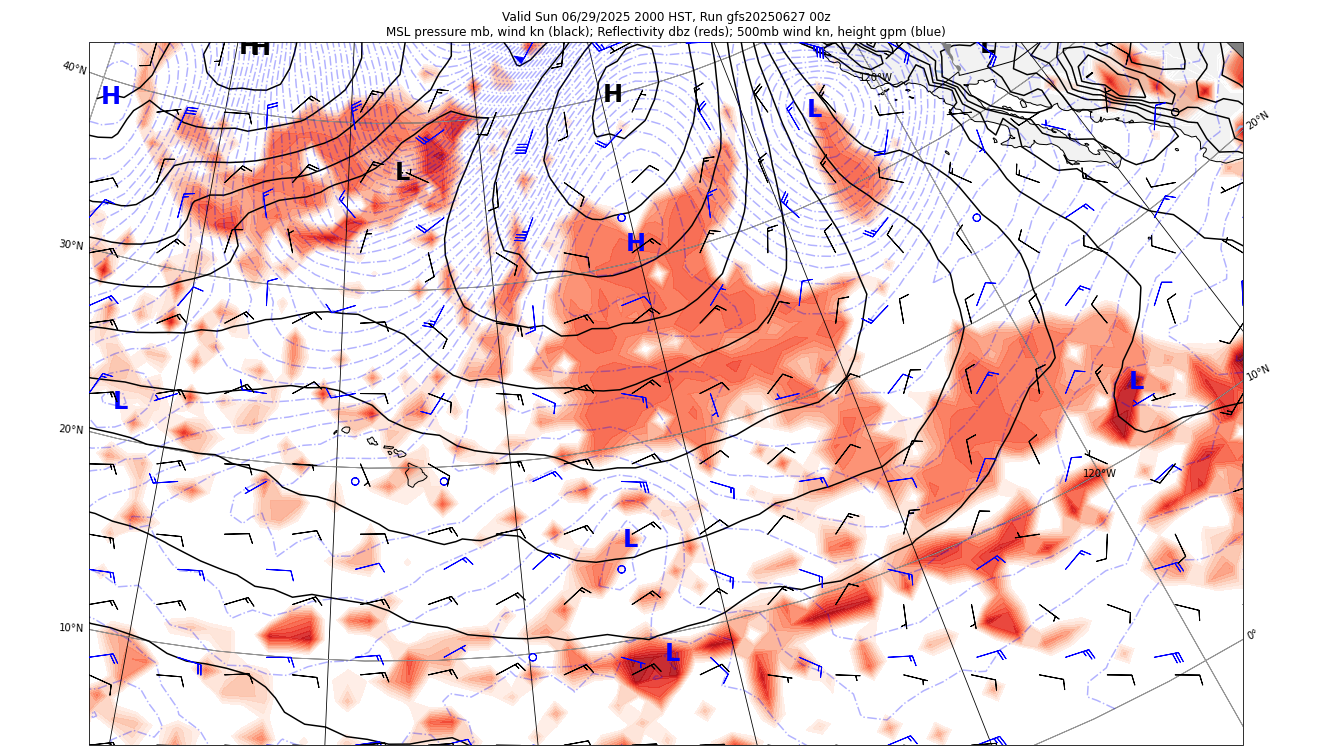 Valid Sun 06/29/2025 2000 HST, Run gfs20250627 00z
MSL pressure mb, wind kn (black); Reflectivity dbz (reds); 500mb wind kn, height gpm (blue)
H H L
40°N H H L 120°W 20°N
L
30°N H
L 10°N
L
20°N
120°W
L
10°N 0°
L